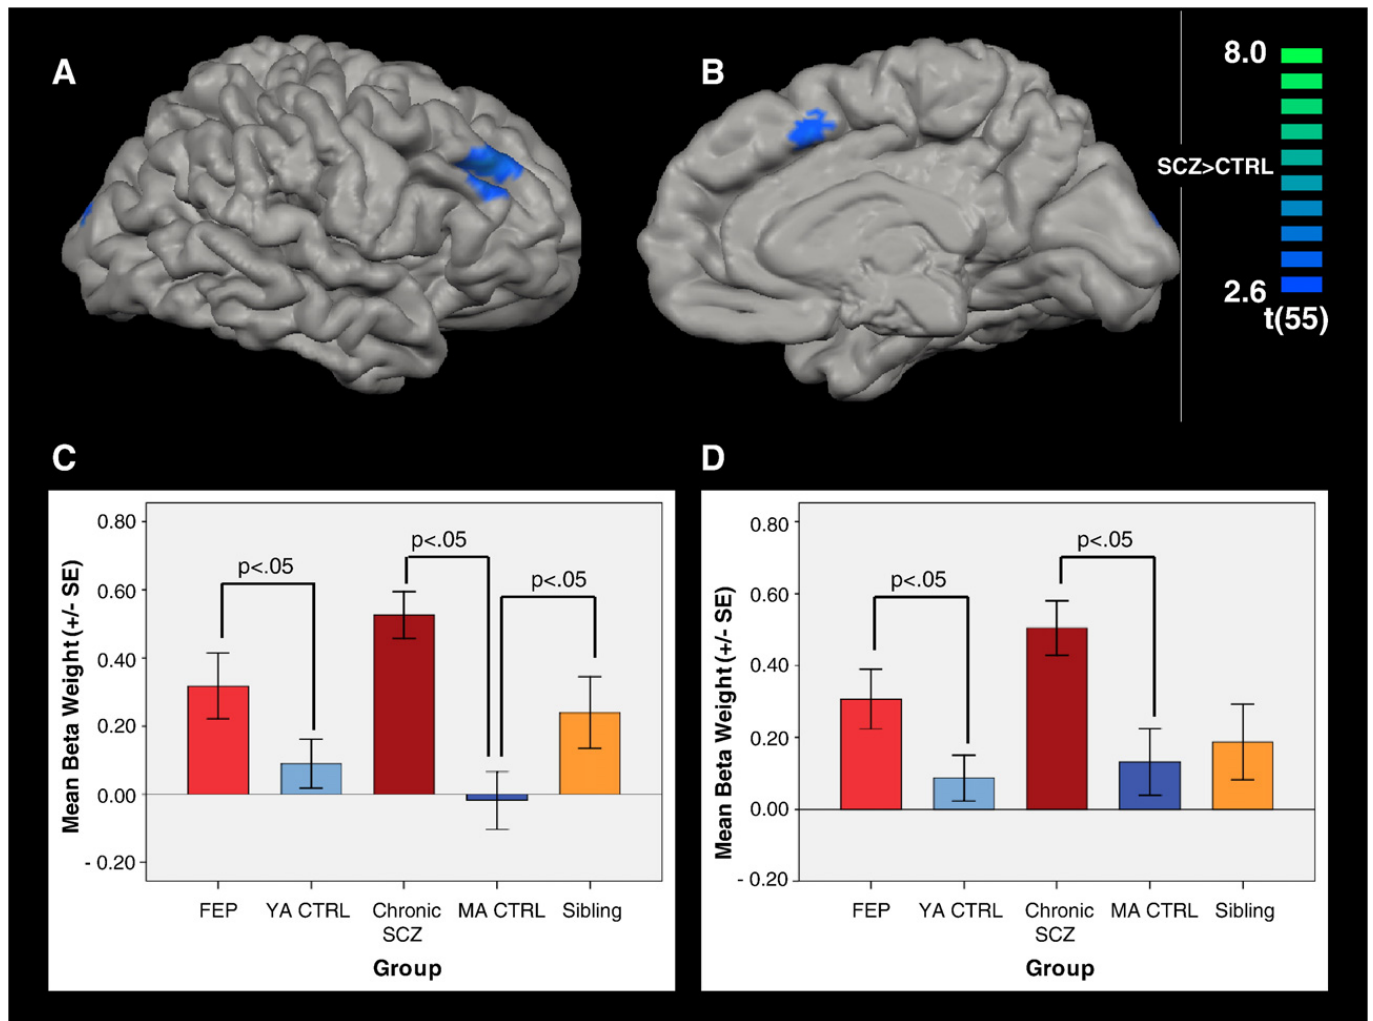 A
B
8.0
SCZ>CTRL
2.6
t(55)
C
D
Mean Beta Weight (+/- SE)
0.80
0.60
0.40
0.20
0.00
- 0.20
p<.05
p<.05
p<.05
FEP
YA CTRL
Chronic
SCZ
MA CTRL
Sibling
Group
Mean Beta Weight (+/- SE)
0.80
0.60
0.40
0.20
0.00
- 0.20
p<.05
p<.05
FEP
YA CTRL
Chronic
SCZ
MA CTRL
Sibling
Group